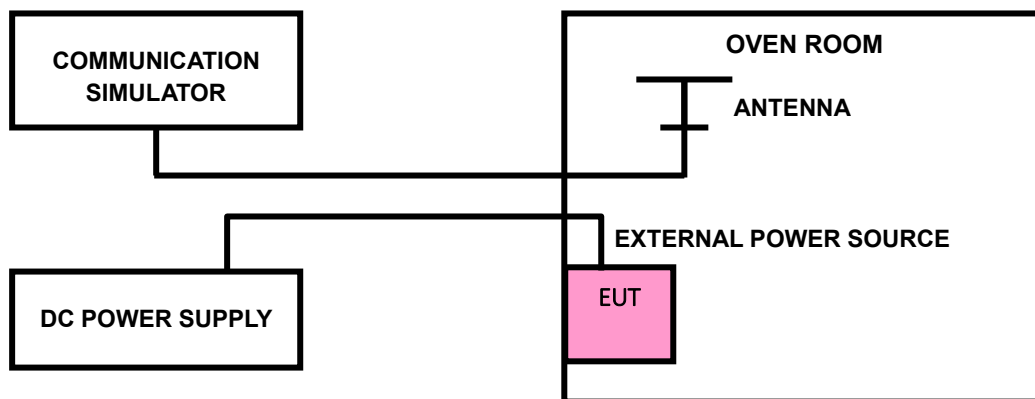 COMMUNICATION
SIMULATOR
OVEN ROOM
ANTENNA
EXTERNAL POWER SOURCE
DC POWER SUPPLY
EUT